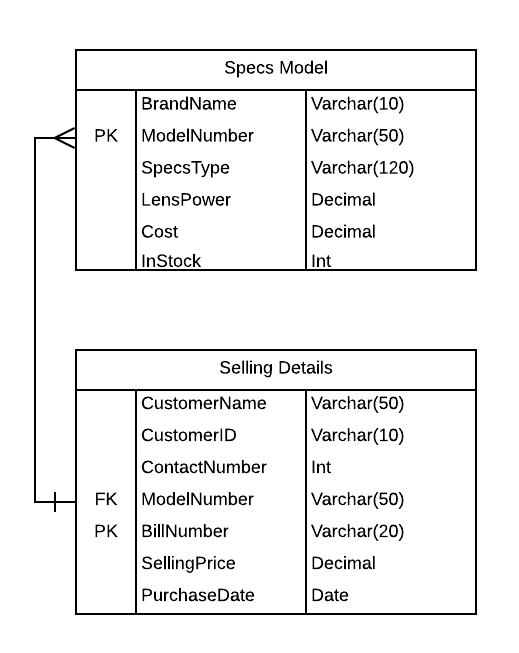 Specs Model
BrandName Varchar(10)
PK ModelNumber Varchar(50)
SpecsType Varchar(120)
LensPower Decimal
Cost Decimal
InStock Int
Selling Details
CustomerName Varchar(50)
CustomerID Varchar(10)
ContactNumber Int
FK ModelNumber Varchar(50)
PK BillNumber Varchar(20)
SellingPrice Decimal
PurchaseDate Date